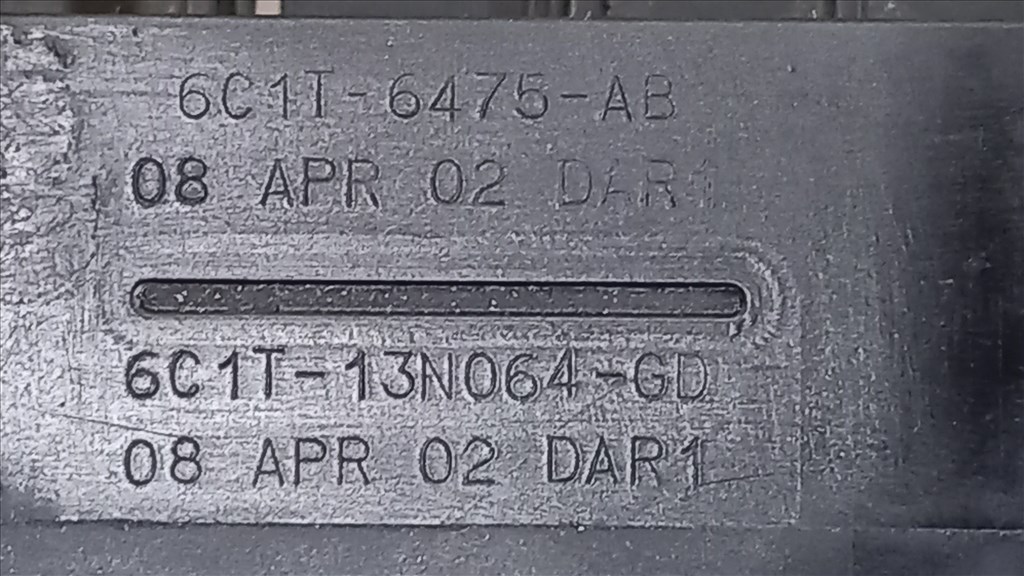 6C1T-6475-AB
08 APR 02 DAR1
6C1T-13N064-GD
08 APR 02 DAR1